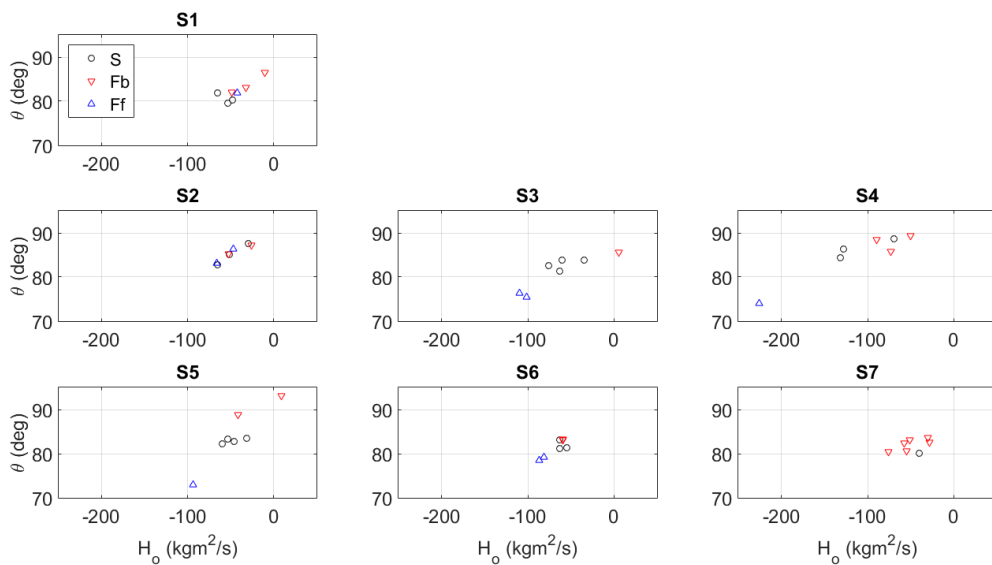 S1
θ (deg)
90
80
70
S
Fb
Ff
-200 -100 0
S2 S3 S4
θ (deg)
90 90 90
80 80 80
70 70 70
-200 -100 0 -200 -100 0 -200 -100 0
S5 S6 S7
θ (deg)
90 90 90
80 80 80
70 70 70
-200 -100 0 -200 -100 0 -200 -100 0
H_o (kgm²/s) H_o (kgm²/s) H_o (kgm²/s)